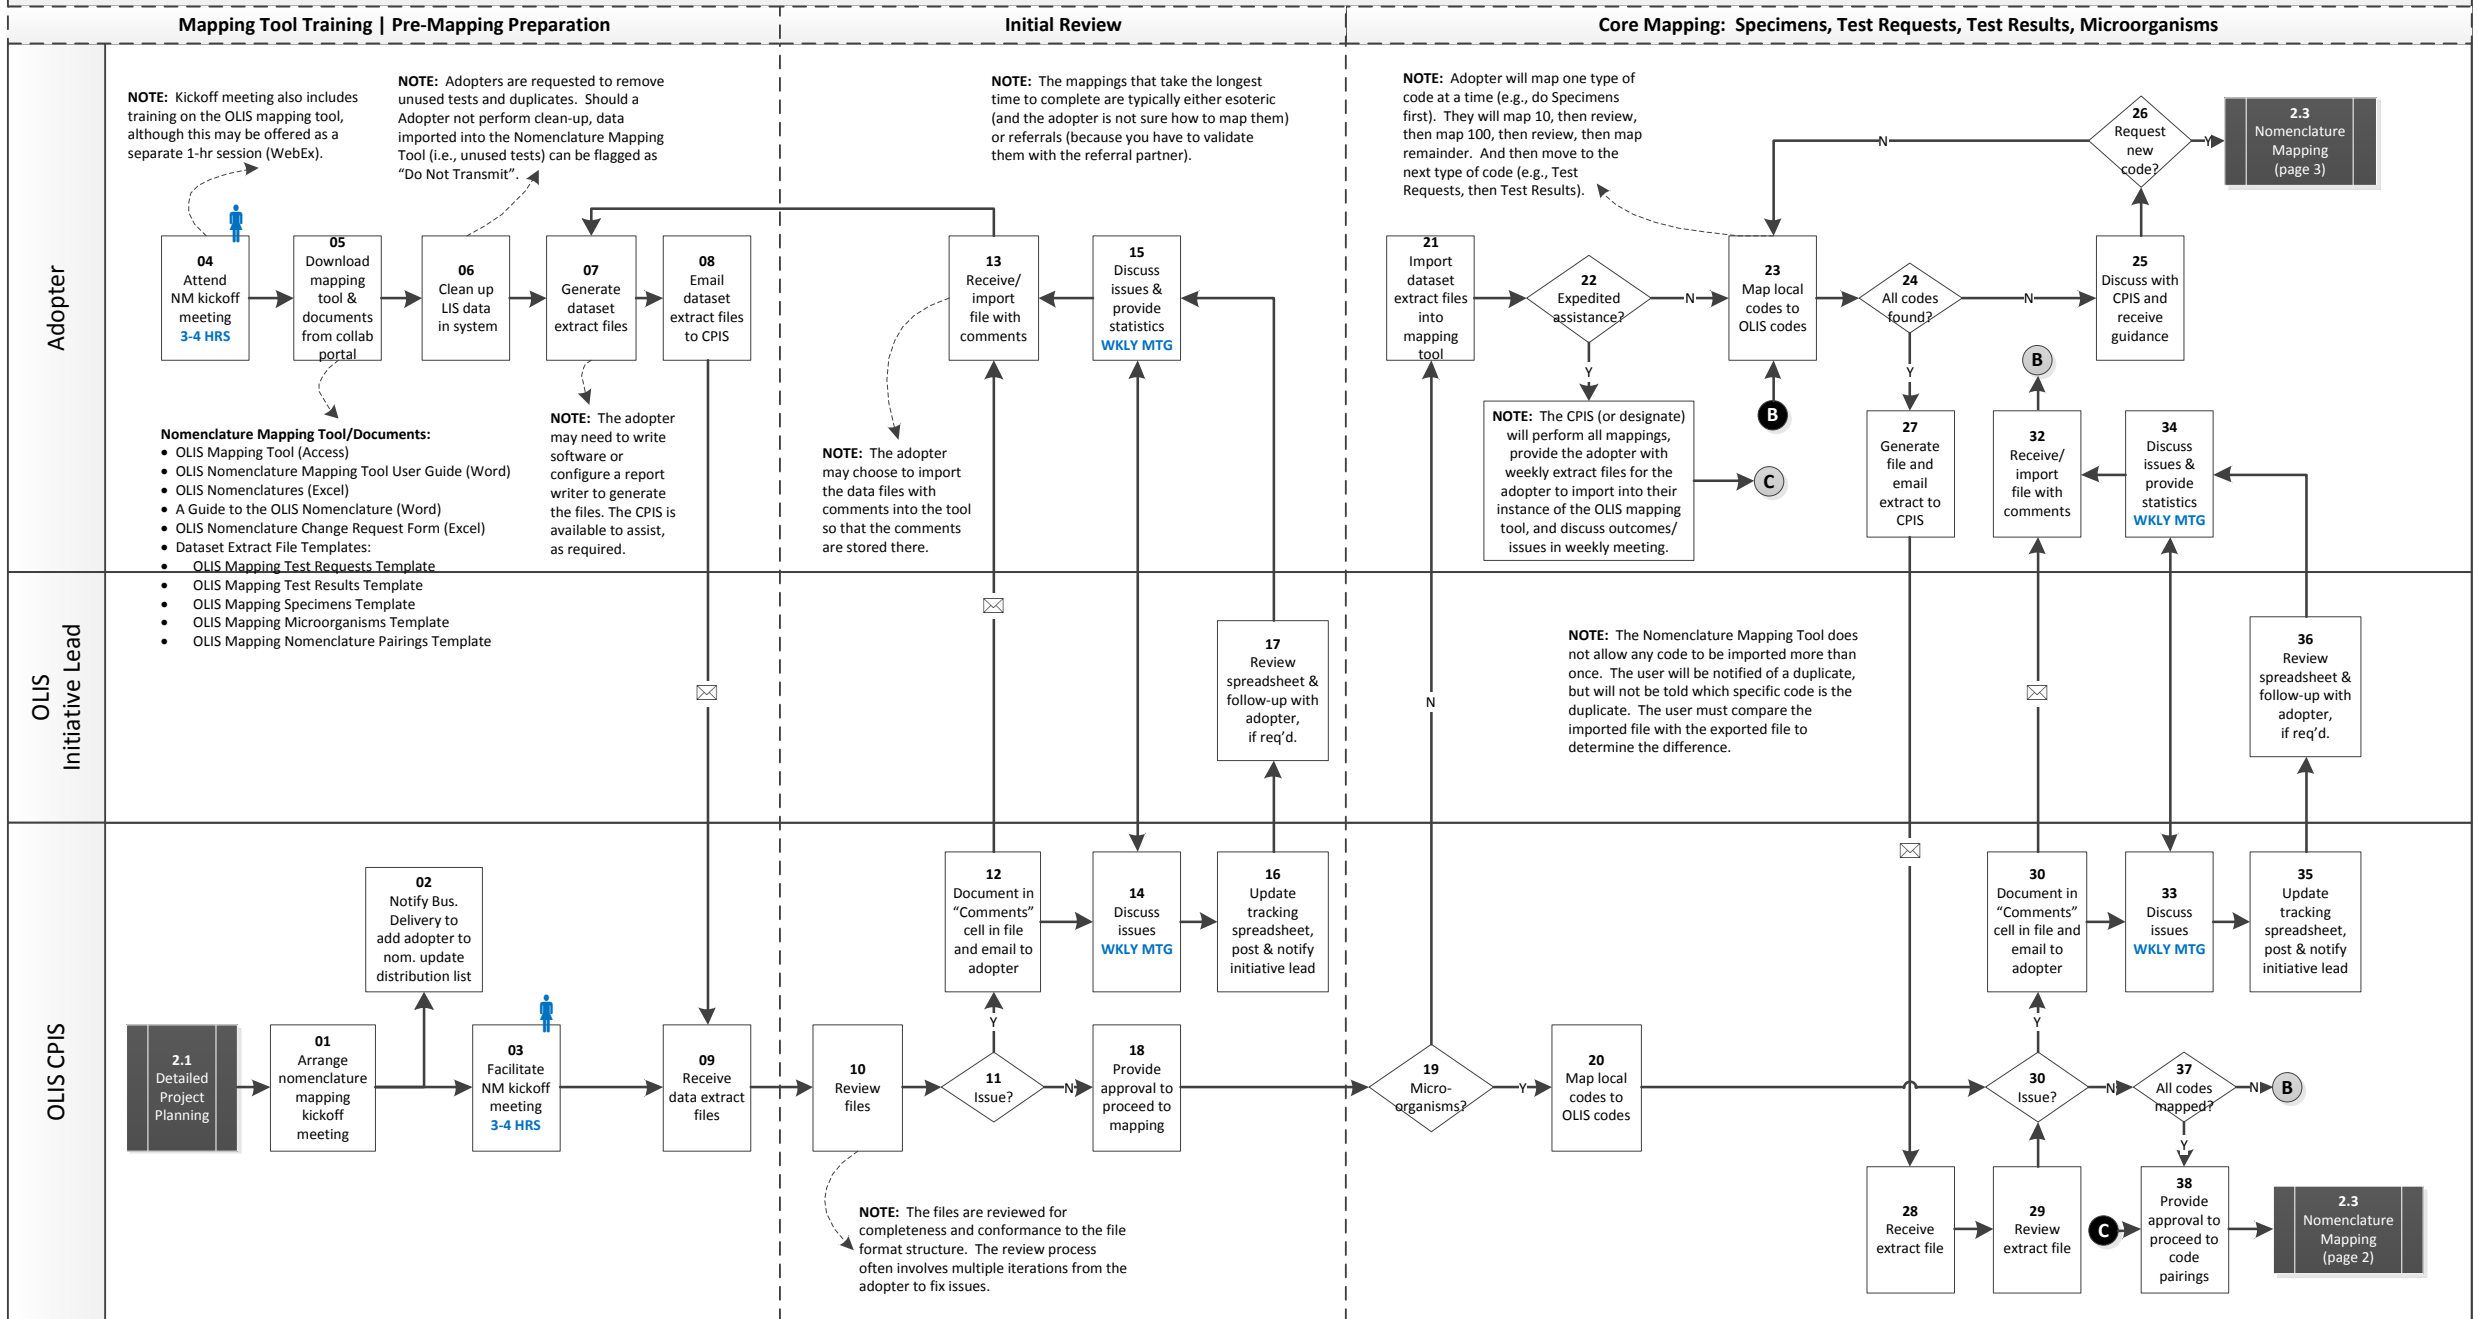 Mapping Tool Training | Pre-Mapping Preparation
Initial Review
Core Mapping:  Specimens, Test Requests, Test Results, Microorganisms
Adopter
NOTE:  Kickoff meeting also includes
training on the OLIS mapping tool,
although this may be offered as a
separate 1-hr session (WebEx).
NOTE:  Adopters are requested to remove
unused tests and duplicates.  Should a
Adopter not perform clean-up, data
imported into the Nomenclature Mapping
Tool (i.e., unused tests) can be flagged as
“Do Not Transmit”.
04
Attend
NM kickoff
meeting
3-4 HRS
05
Download
mapping
tool &
documents
from collab
portal
06
Clean up
LIS data
in system
07
Generate
dataset
extract files
08
Email
dataset
extract files
to CPIS
Nomenclature Mapping Tool/Documents:
• OLIS Mapping Tool (Access)
• OLIS Nomenclature Mapping Tool User Guide (Word)
• OLIS Nomenclatures (Excel)
• A Guide to the OLIS Nomenclature (Word)
• OLIS Nomenclature Change Request Form (Excel)
• Dataset Extract File Templates:
• OLIS Mapping Test Requests Template
• OLIS Mapping Test Results Template
• OLIS Mapping Specimens Template
• OLIS Mapping Microorganisms Template
• OLIS Mapping Nomenclature Pairings Template
NOTE:  The adopter
may need to write
software or
configure a report
writer to generate
the files. The CPIS is
available to assist,
as required.
NOTE:  The mappings that take the longest
time to complete are typically either esoteric
(and the adopter is not sure how to map them)
or referrals (because you have to validate
them with the referral partner).
13
Receive/
import
file with
comments
15
Discuss
issues &
provide
statistics
WKLY MTG
NOTE:  The adopter
may choose to import
the data files with
comments into the tool
so that the comments
are stored there.
NOTE:  Adopter will map one type of
code at a time (e.g., do Specimens
first).  They will map 10, then review,
then map 100, then review, then map
remainder.  And then move to the
next type of code (e.g., Test
Requests, then Test Results).
N
26
Request
new
code?
Y
2.3
Nomenclature
Mapping
(page 3)
21
Import
dataset
extract files
into
mapping
tool
22
Expedited
assistance?
N
Y
23
Map local
codes to
OLIS codes
24
All codes
found?
N
Y
25
Discuss with
CPIS and
receive
guidance
B
B
NOTE:  The CPIS (or designate)
will perform all mappings,
provide the adopter with
weekly extract files for the
adopter to import into their
instance of the OLIS mapping
tool, and discuss outcomes/
issues in weekly meeting.
C
27
Generate
file and
email
extract to
CPIS
32
Receive/
import
file with
comments
34
Discuss
issues &
provide
statistics
WKLY MTG
OLIS
Initiative Lead
17
Review
spreadsheet &
follow-up with
adopter,
if req’d.
N
NOTE:  The Nomenclature Mapping Tool does
not allow any code to be imported more than
once.  The user will be notified of a duplicate,
but will not be told which specific code is the
duplicate.  The user must compare the
imported file with the exported file to
determine the difference.
36
Review
spreadsheet &
follow-up with
adopter,
if req’d.
OLIS CPIS
02
Notify Bus.
Delivery to
add adopter to
nom. update
distribution list
2.1
Detailed
Project
Planning
01
Arrange
nomenclature
mapping
kickoff
meeting
03
Facilitate
NM kickoff
meeting
3-4 HRS
09
Receive
data extract
files
12
Document in
“Comments”
cell in file
and email to
adopter
14
Discuss
issues
WKLY MTG
16
Update
tracking
spreadsheet,
post & notify
initiative lead
10
Review
files
Y
11
Issue?
N
18
Provide
approval to
proceed to
mapping
NOTE:  The files are reviewed for
completeness and conformance to the file
format structure.  The review process
often involves multiple iterations from the
adopter to fix issues.
19
Micro-
organisms?
Y
20
Map local
codes to
OLIS codes
30
Document in
“Comments”
cell in file and
email to
adopter
33
Discuss
issues
WKLY MTG
35
Update
tracking
spreadsheet,
post & notify
initiative lead
Y
30
Issue?
N
37
All codes
mapped?
N
B
Y
28
Receive
extract file
29
Review
extract file
C
38
Provide
approval to
proceed to
code
pairings
2.3
Nomenclature
Mapping
(page 2)